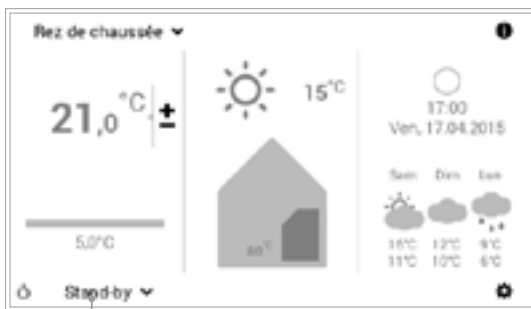 Rez de chaussée
21,0 °C ±
5,0°C
Stand-by
15°C
17:00
Ven, 17.04.2015
Sam Dim Lun
12°C 9°C
11°C 10°C 6°C